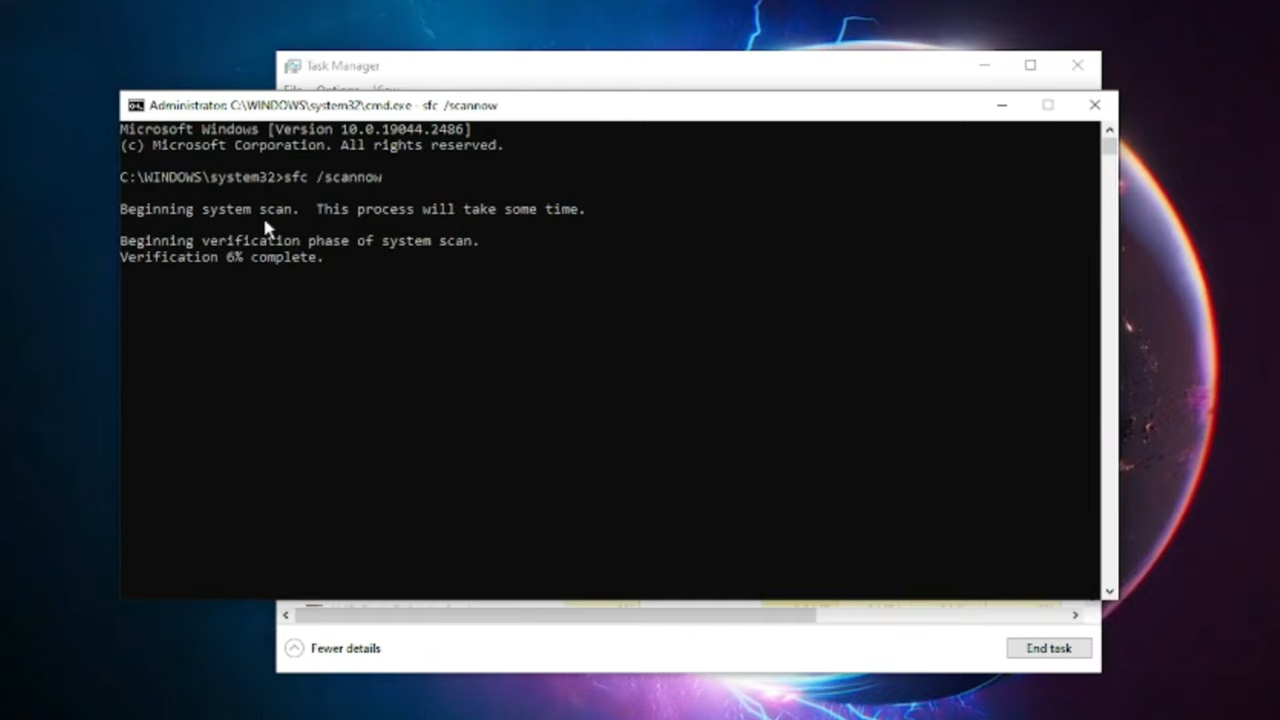 Task Manager
Administrator: C:\WINDOWS\system32\cmd.exe - sfc /scannow
Microsoft Windows [Version 10.0.19044.2486]
(c) Microsoft Corporation. All rights reserved.
C:\WINDOWS\system32>sfc /scannow
Beginning system scan.  This process will take some time.
Beginning verification phase of system scan.
Verification 6% complete.
Fewer details
End task